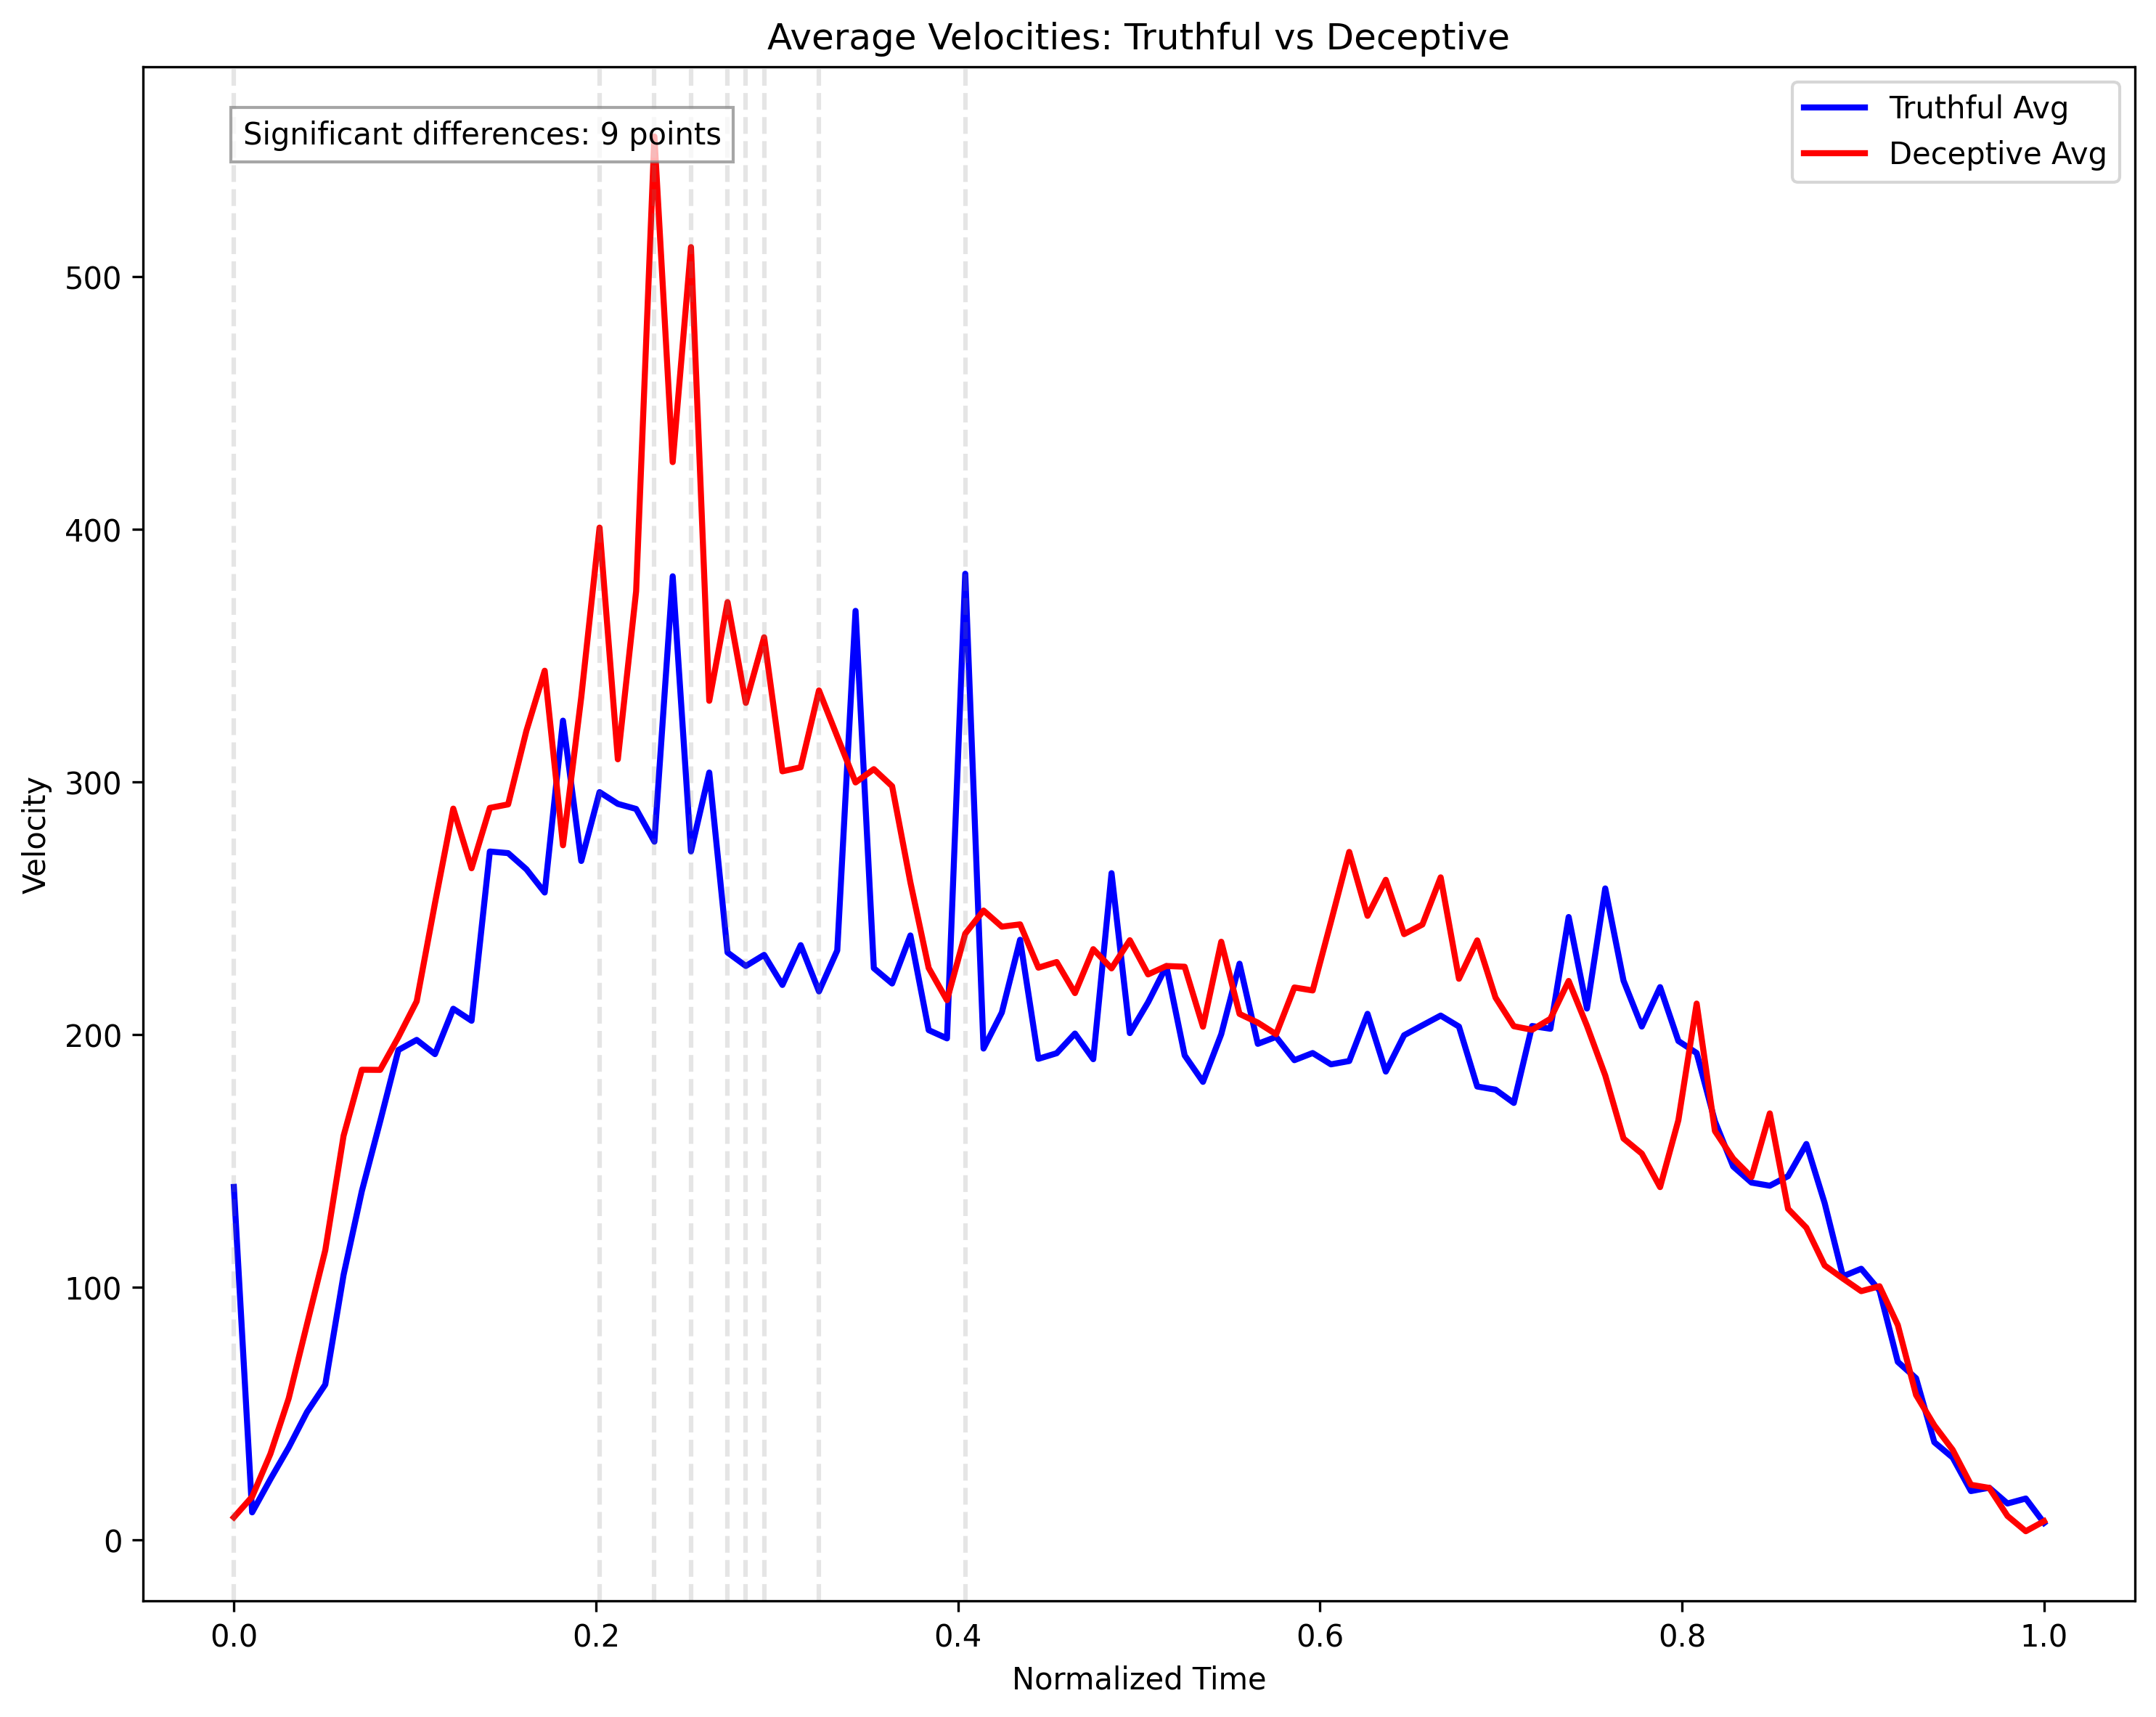 Average Velocities: Truthful vs Deceptive
Significant differences: 9 points
Truthful Avg
Deceptive Avg
Velocity
500
400
300
200
100
0
0.0
0.2
0.4
0.6
0.8
1.0
Normalized Time